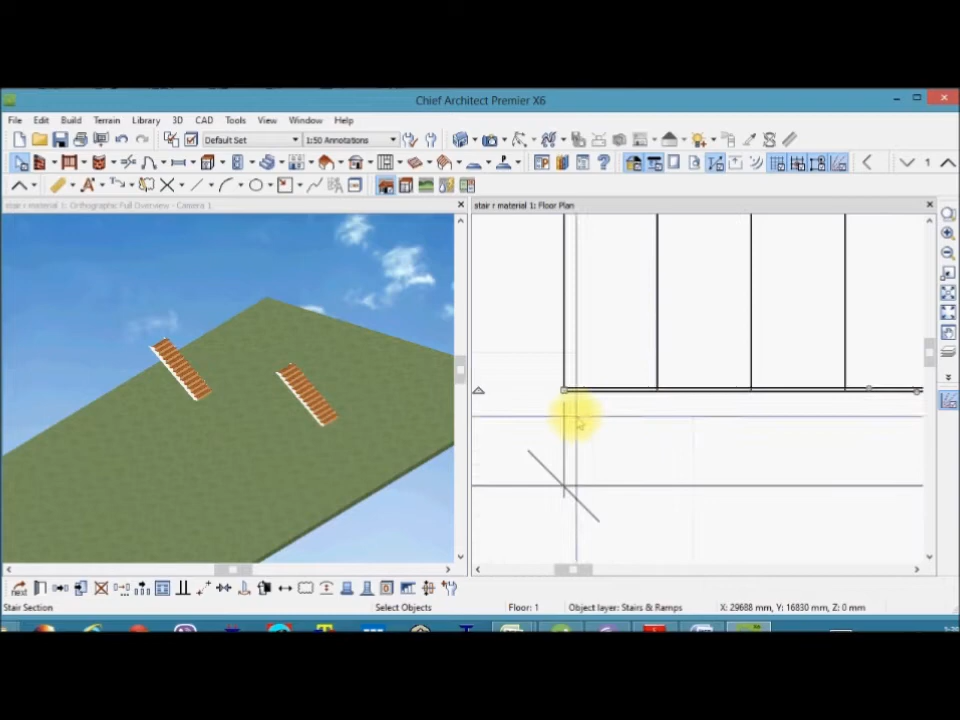 Chief Architect Premier X6
File Edit Build Terrain Library 3D CAD Tools View Window Help
Default Set 1:50 Annotations
1
stair r material 1: Orthographic Full Overview - Camera 1
stair r material 1: Floor Plan
next
Stair Section Select Objects Floor: 1 Object layer: Stairs & Ramps X: 29688 mm, Y: 16830 mm, Z: 0 mm